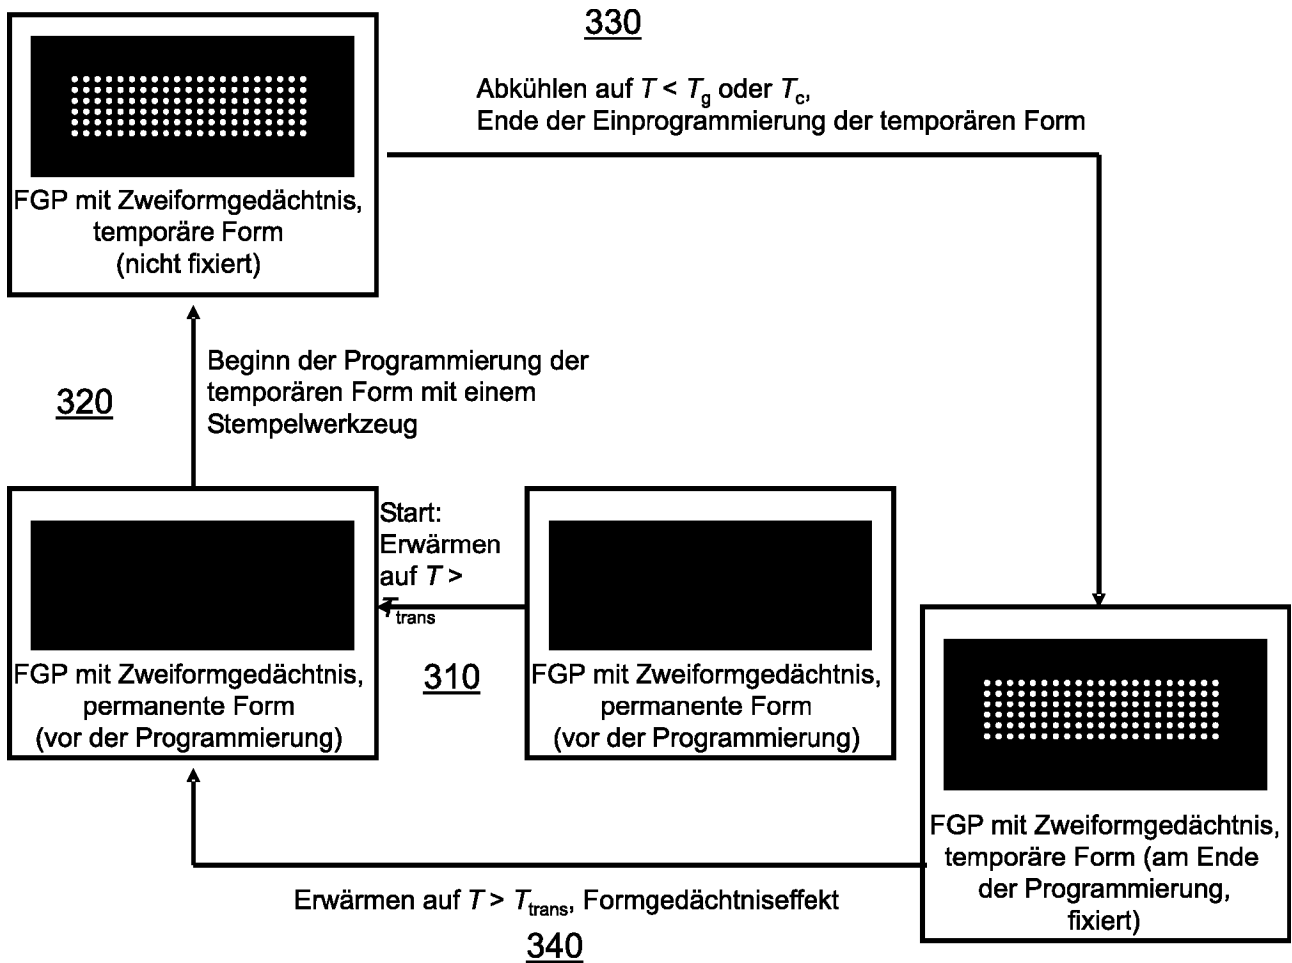 330
Abkühlen auf T < Tg oder Tc,
Ende der Einprogrammierung der temporären Form
FGP mit Zweiformgedächtnis,
temporäre Form
(nicht fixiert)
320
Beginn der Programmierung der
temporären Form mit einem
Stempelwerkzeug
Start:
Erwärmen
auf T >
Ttrans
310
FGP mit Zweiformgedächtnis,
permanente Form
(vor der Programmierung)
FGP mit Zweiformgedächtnis,
permanente Form
(vor der Programmierung)
FGP mit Zweiformgedächtnis,
temporäre Form (am Ende
der Programmierung,
fixiert)
Erwärmen auf T > Ttrans, Formgedächtniseffekt
340